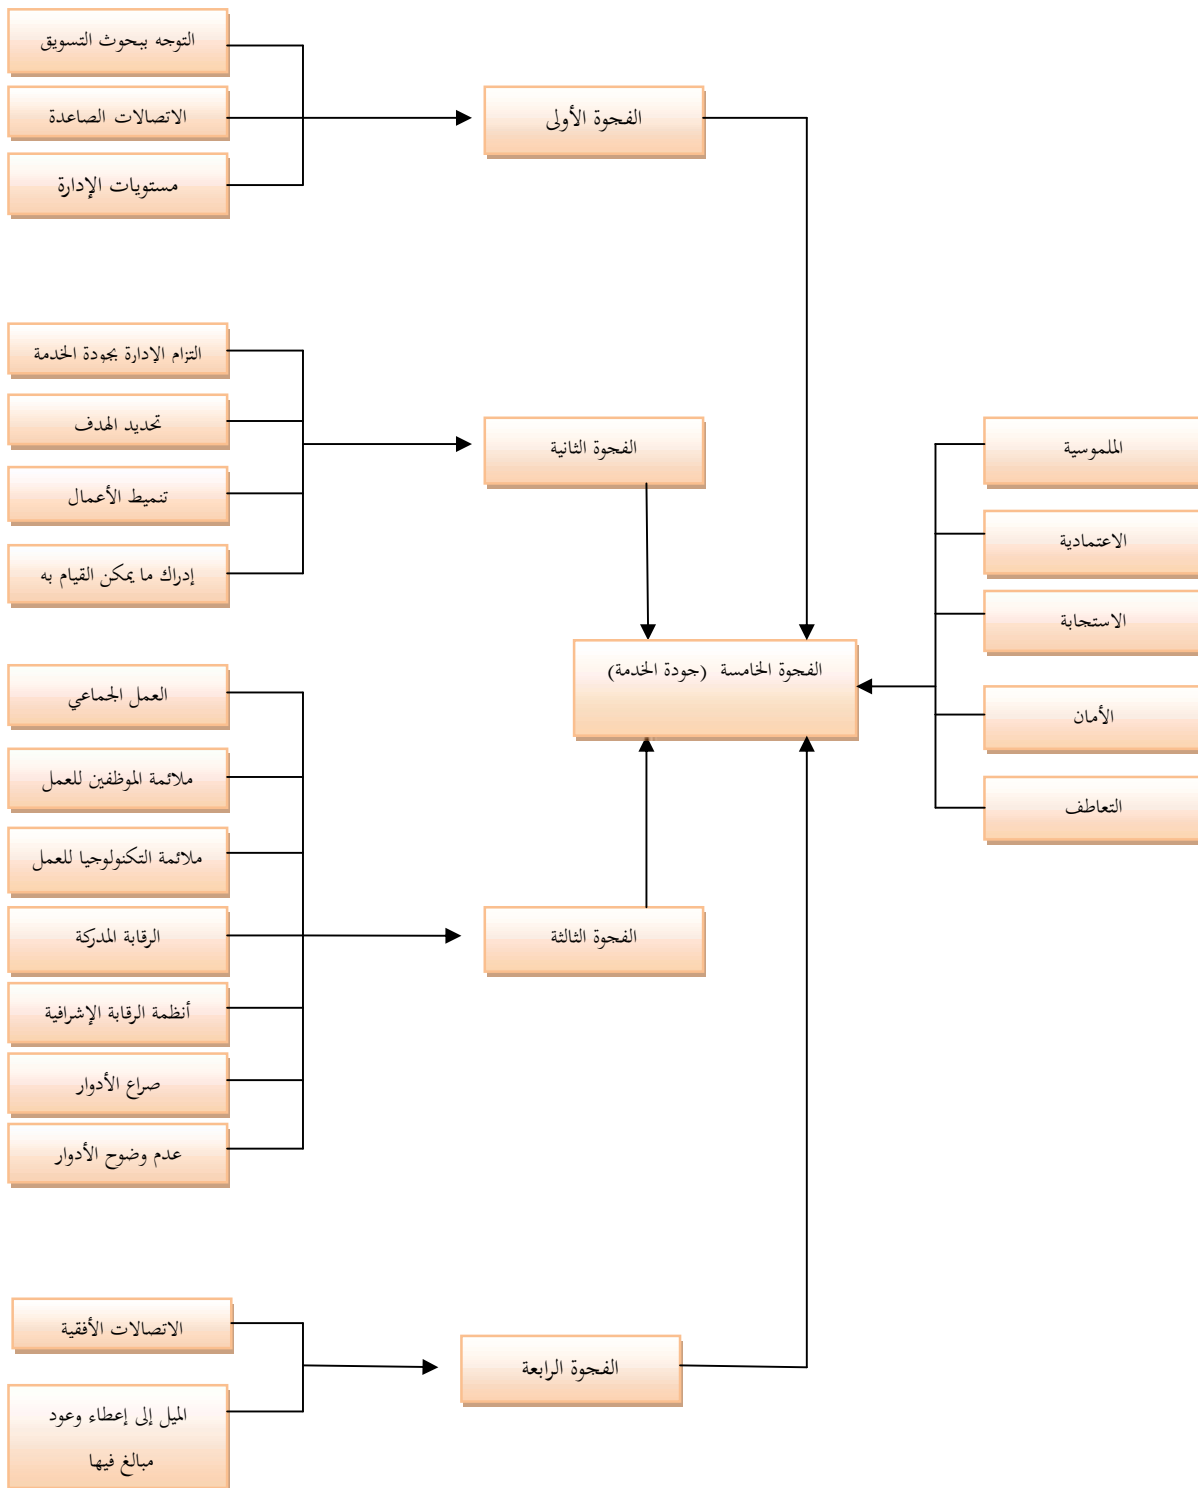 التوجه ببحوث التسويق
الاتصالات الصاعدة
مستويات الإدارة
الفجوة الأولى
التزام الإدارة بجودة الخدمة
تحديد الهدف
تنميط الأعمال
إدراك ما يمكن القيام به
الفجوة الثانية
الملموسية
الاعتمادية
الاستجابة
الأمان
التعاطف
الفجوة الخامسة (جودة الخدمة)
العمل الجماعي
ملائمة الموظفين للعمل
ملائمة التكنولوجيا للعمل
الرقابة المدركة
أنظمة الرقابة الإشرافية
صراع الأدوار
عدم وضوح الأدوار
الفجوة الثالثة
الاتصالات الأفقية
الميل إلى إعطاء وعود
مبالغ فيها
الفجوة الرابعة